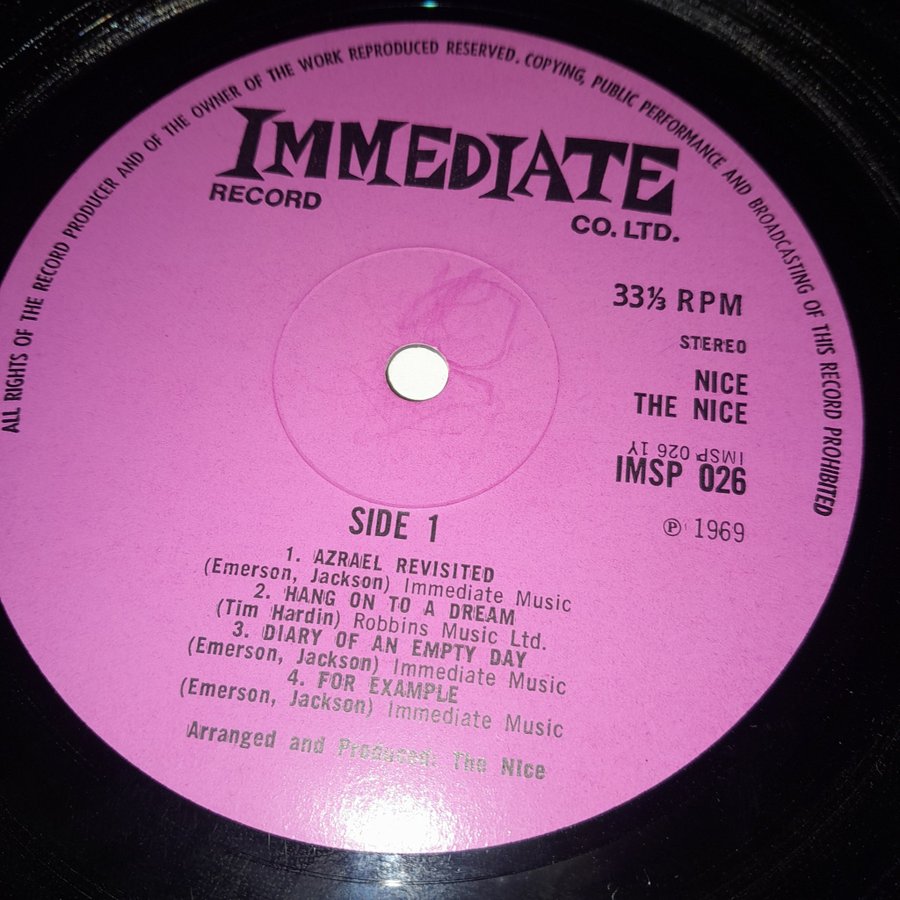 ALL RIGHTS OF THE RECORD PRODUCER AND OF THE OWNER OF THE WORK REPRODUCED RESERVED. COPYING, PUBLIC PERFORMANCE AND BROADCASTING OF THIS RECORD PROHIBITED
IMMEDIATE
RECORD CO. LTD.
33⅓ RPM
STEREO
NICE
THE NICE
IMSP 026 1Y
IMSP 026
SIDE 1
℗ 1969
1. AZRAEL REVISITED
(Emerson, Jackson) Immediate Music
2. HANG ON TO A DREAM
(Tim Hardin) Robbins Music Ltd.
3. DIARY OF AN EMPTY DAY
(Emerson, Jackson) Immediate Music
4. FOR EXAMPLE
(Emerson, Jackson) Immediate Music
Arranged and Produced: The Nice